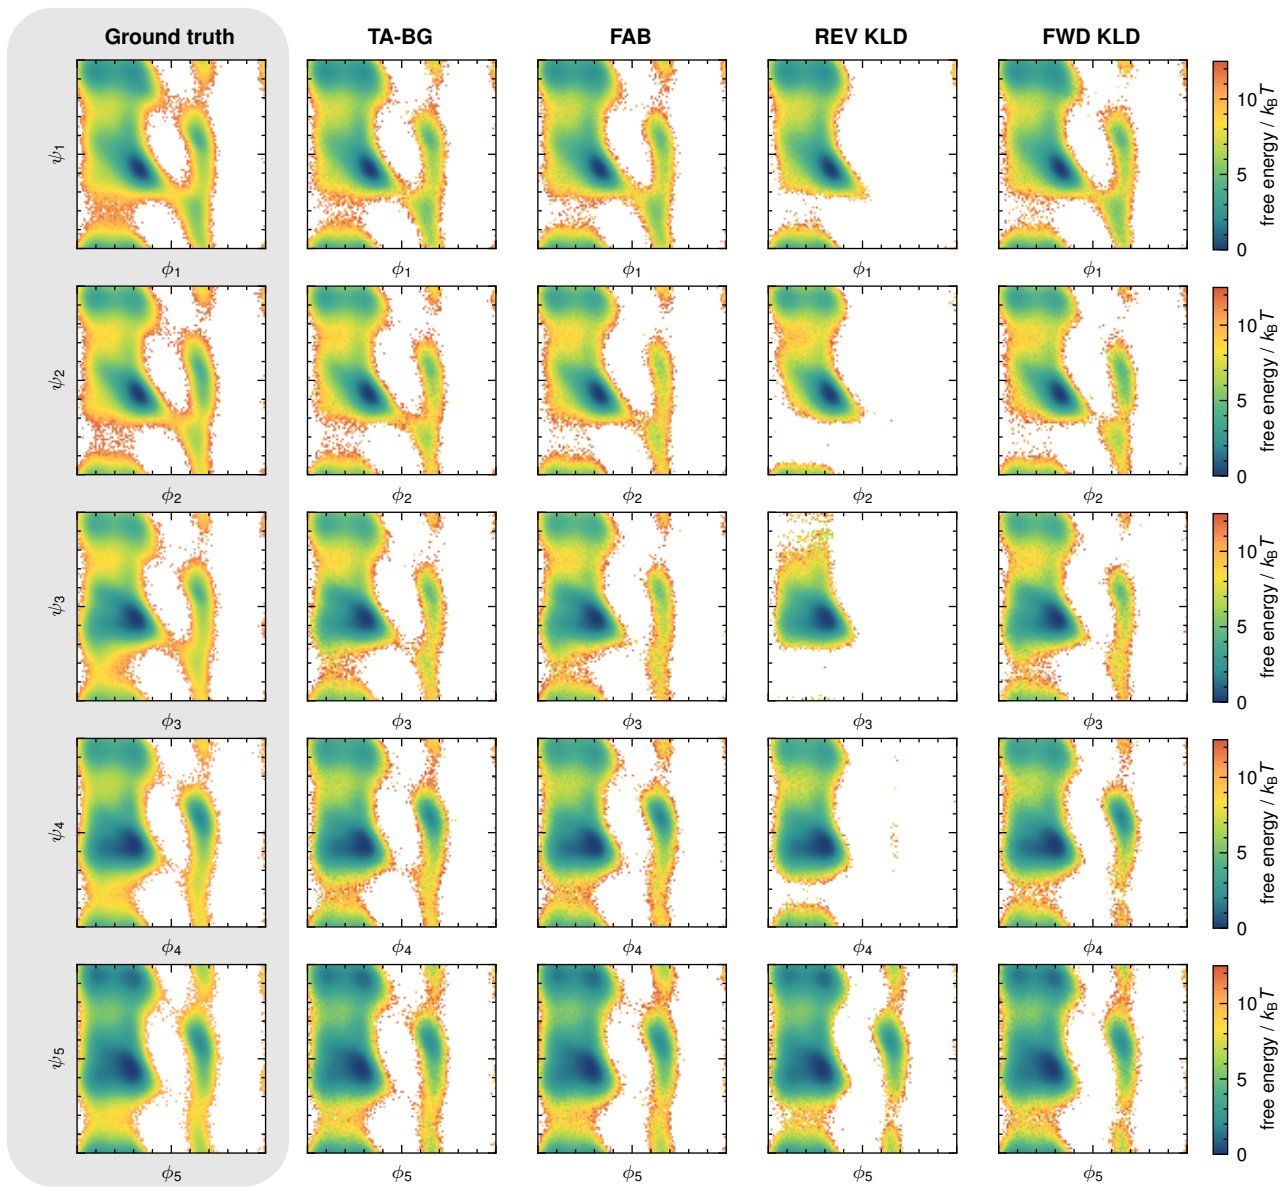 Ground truth TA-BG FAB REV KLD FWD KLD
ψ1
ϕ1 ϕ1 ϕ1 ϕ1 ϕ1
10
5
0
free energy / kBT
ψ2
ϕ2 ϕ2 ϕ2 ϕ2 ϕ2
10
5
0
free energy / kBT
ψ3
ϕ3 ϕ3 ϕ3 ϕ3 ϕ3
10
5
0
free energy / kBT
ψ4
ϕ4 ϕ4 ϕ4 ϕ4 ϕ4
10
5
0
free energy / kBT
ψ5
ϕ5 ϕ5 ϕ5 ϕ5 ϕ5
10
5
0
free energy / kBT